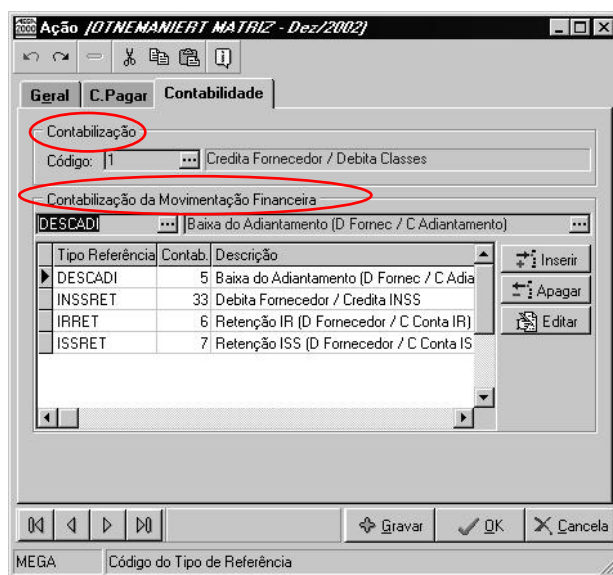 Ação [OTNEMANIERT MATRIZ - Dez/2002]
Geral C.Pagar Contabilidade
Contabilização
Código: 1 ... Credita Fornecedor / Debita Classes
Contabilização da Movimentação Financeira
DESCADI ... Baixa do Adiantamento (D Fornec / C Adiantamento) ...
Tipo Referência Contab. Descrição
DESCADI 5 Baixa do Adiantamento (D Fornec / C Adia
INSSRET 33 Debita Fornecedor / Credita INSS
IRRET 6 Retenção IR (D Fornecedor / C Conta IR)
ISSRET 7 Retenção ISS (D Fornecedor / C Conta IS
Inserir
Apagar
Editar
Gravar OK Cancela
MEGA Código do Tipo de Referência